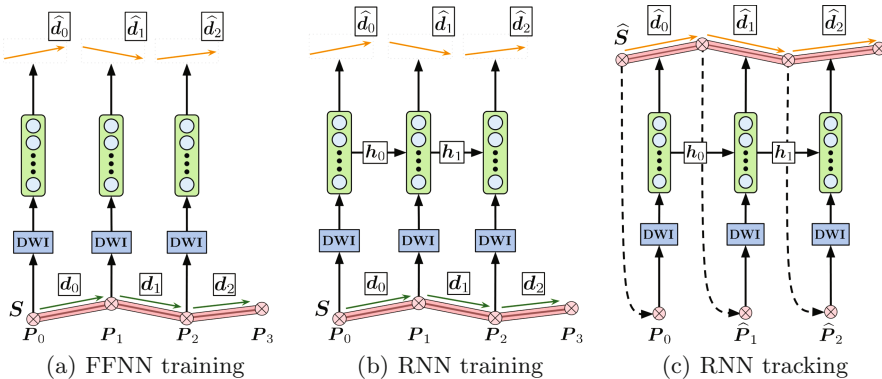 d̂₀ d̂₁ d̂₂
DWI DWI DWI
d₀ d₁ d₂
S
P₀ P₁ P₂ P₃
(a) FFNN training
d̂₀ d̂₁ d̂₂
h₀ h₁
DWI DWI DWI
d₀ d₁ d₂
S
P₀ P₁ P₂ P₃
(b) RNN training
d̂₀ d̂₁ d̂₂
Ŝ
h₀ h₁
DWI DWI DWI
P₀ P̂₁ P̂₂
(c) RNN tracking